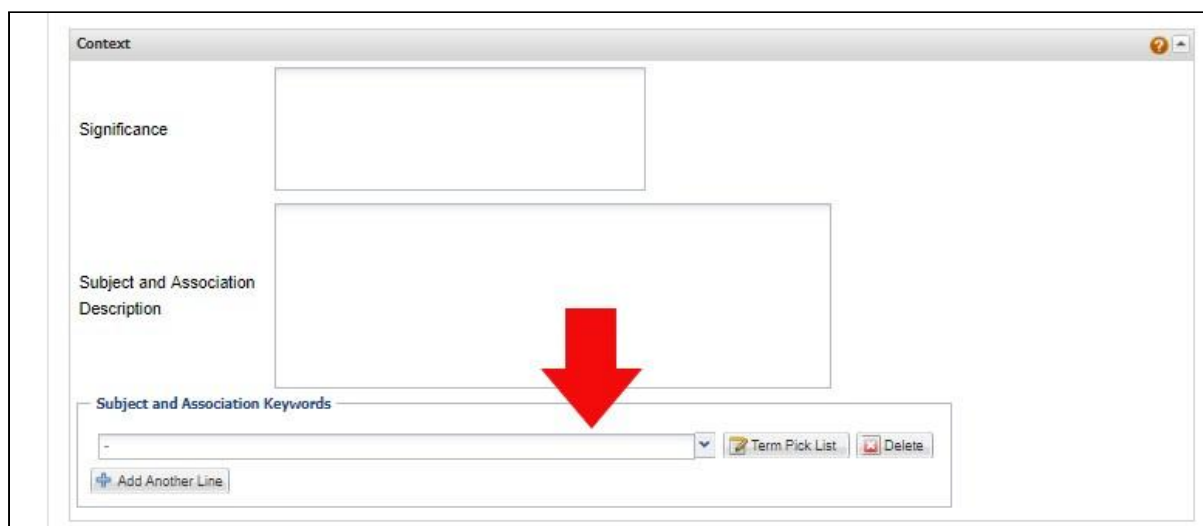 Context
Significance
Subject and Association
Description
Subject and Association Keywords
-
Term Pick List
Delete
Add Another Line